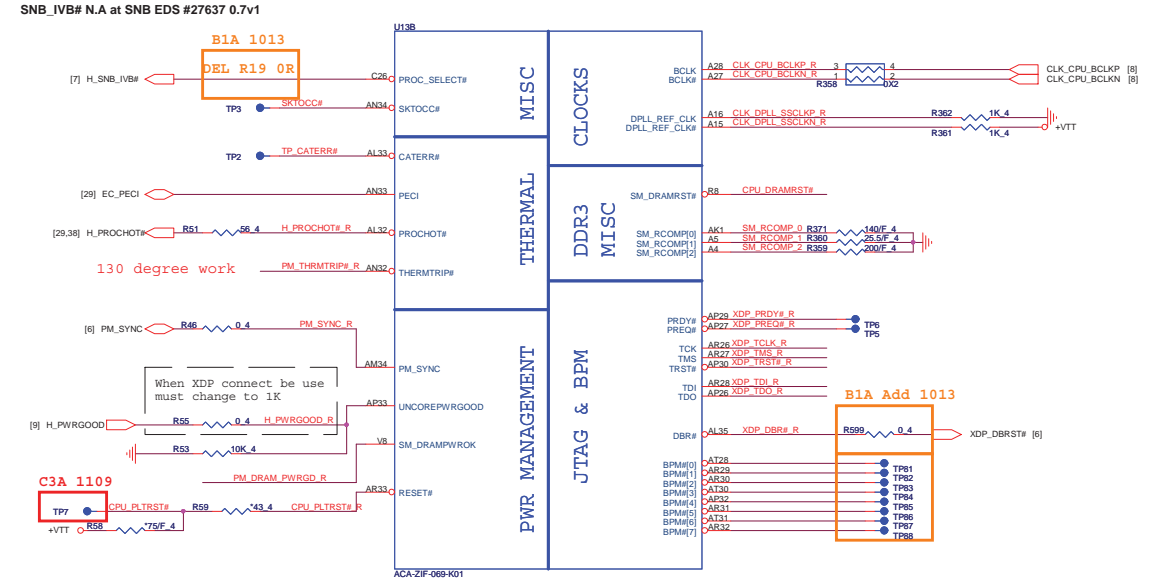 SNB_IVB# N.A at SNB EDS #27637 0.7v1
U13B
B1A 1013
DEL R19 0R
[7] H_SNB_IVB#
C26 PROC_SELECT#
TP3 SKTOCC# AN34 SKTOCC#
MISC
TP2 TP_CATERR# AL33 CATERR#
[29] EC_PECI AN33 PECI
[29,38] H_PROCHOT# R51 56_4 H_PROCHOT#_R AL32 PROCHOT#
130 degree work
PM_THRMTRIP#_R AN32 THERMTRIP#
THERMAL
[6] PM_SYNC R46 0_4 PM_SYNC_R
AM34 PM_SYNC
When XDP connect be use
must change to 1K
AP33 UNCOREPWRGOOD
[9] H_PWRGOOD R55 0_4 H_PWRGOOD_R
R53 10K_4
V8 SM_DRAMPWROK
PM_DRAM_PWRGD_R
AR33 RESET#
C3A 1109
TP7 CPU_PLTRST# R59 *43_4 CPU_PLTRST#_R
+VTT R58 *75/F_4
PWR MANAGEMENT
ACA-ZIF-069-K01
CLOCKS
BCLK A28 CLK_CPU_BCLKP_R 3 4 CLK_CPU_BCLKP [8]
BCLK# A27 CLK_CPU_BCLKN_R 1 2 CLK_CPU_BCLKN [8]
R358 0X2
DPLL_REF_CLK A16 CLK_DPLL_SSCLKP_R R362 1K_4
DPLL_REF_CLK# A15 CLK_DPLL_SSCLKN_R R361 1K_4 +VTT
DDR3
MISC
SM_DRAMRST# R8 CPU_DRAMRST#
SM_RCOMP[0] AK1 SM_RCOMP_0 R371 140/F_4
SM_RCOMP[1] A5 SM_RCOMP_1 R360 25.5/F_4
SM_RCOMP[2] A4 SM_RCOMP_2 R359 200/F_4
JTAG & BPM
PRDY# AP29 XDP_PRDY#_R TP6
PREQ# AP27 XDP_PREQ#_R TP5
TCK AR26 XDP_TCLK_R
TMS AR27 XDP_TMS_R
TRST# AP30 XDP_TRST#_R
TDI AR28 XDP_TDI_R
TDO AP26 XDP_TDO_R
B1A Add 1013
DBR# AL35 XDP_DBR#_R R599 0_4 XDP_DBRST# [6]
BPM#[0] AT28 TP81
BPM#[1] AR29 TP82
BPM#[2] AR30 TP83
BPM#[3] AT30 TP84
BPM#[4] AP32 TP85
BPM#[5] AR31 TP86
BPM#[6] AT31 TP87
BPM#[7] AR32 TP88